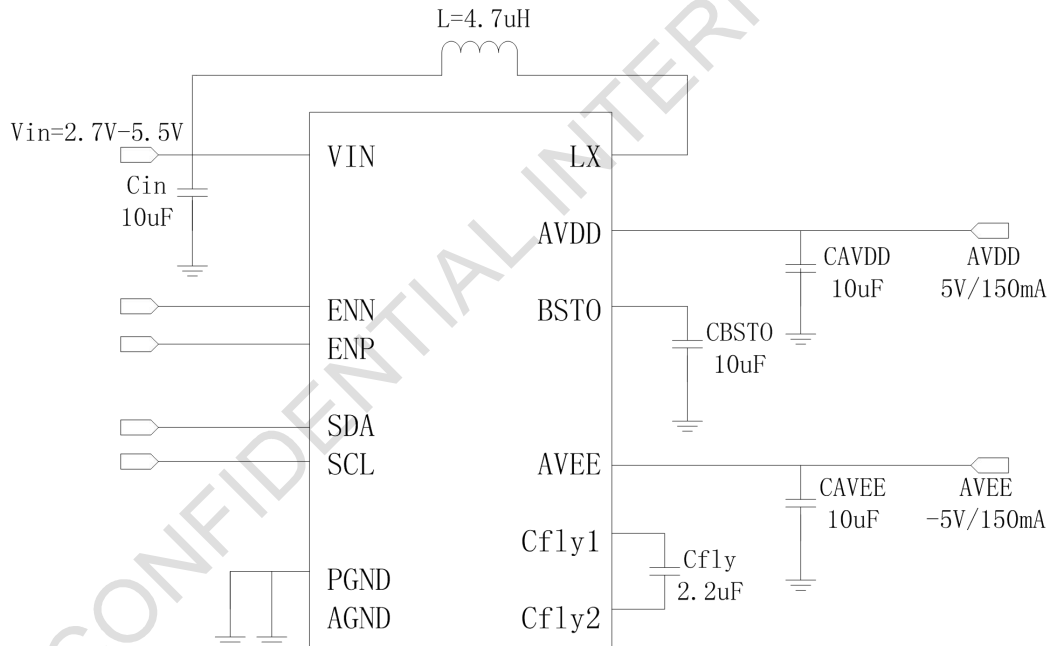 L=4.7uH
Vin=2.7V-5.5V
VIN
LX
Cin
10uF
AVDD
CAVDD
10uF
AVDD
5V/150mA
ENN
ENP
BSTO
CBSTO
10uF
SDA
SCL
AVEE
CAVEE
10uF
AVEE
-5V/150mA
Cfly1
Cfly
2.2uF
Cfly2
PGND
AGND
CONFIDENTIAL